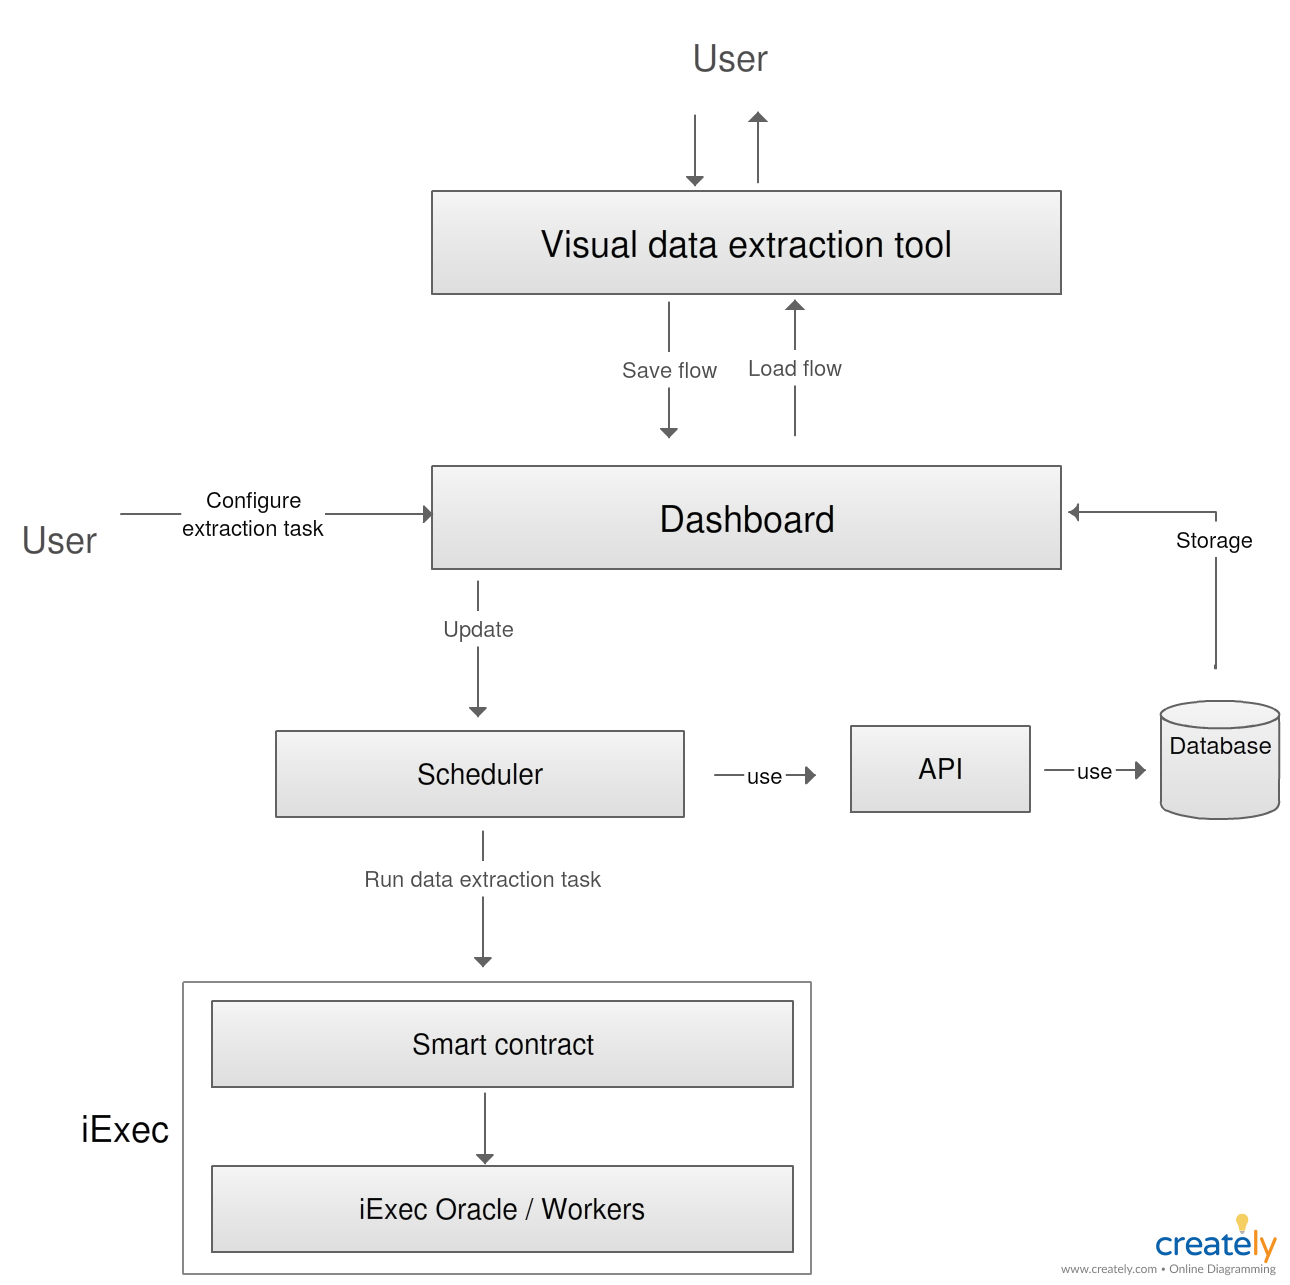 User
Visual data extraction tool
Save flow
Load flow
Configure
extraction task
User
Dashboard
Storage
Update
Scheduler
use
API
use
Database
Run data extraction task
Smart contract
iExec
iExec Oracle / Workers
creately
www.creately.com • Online Diagramming